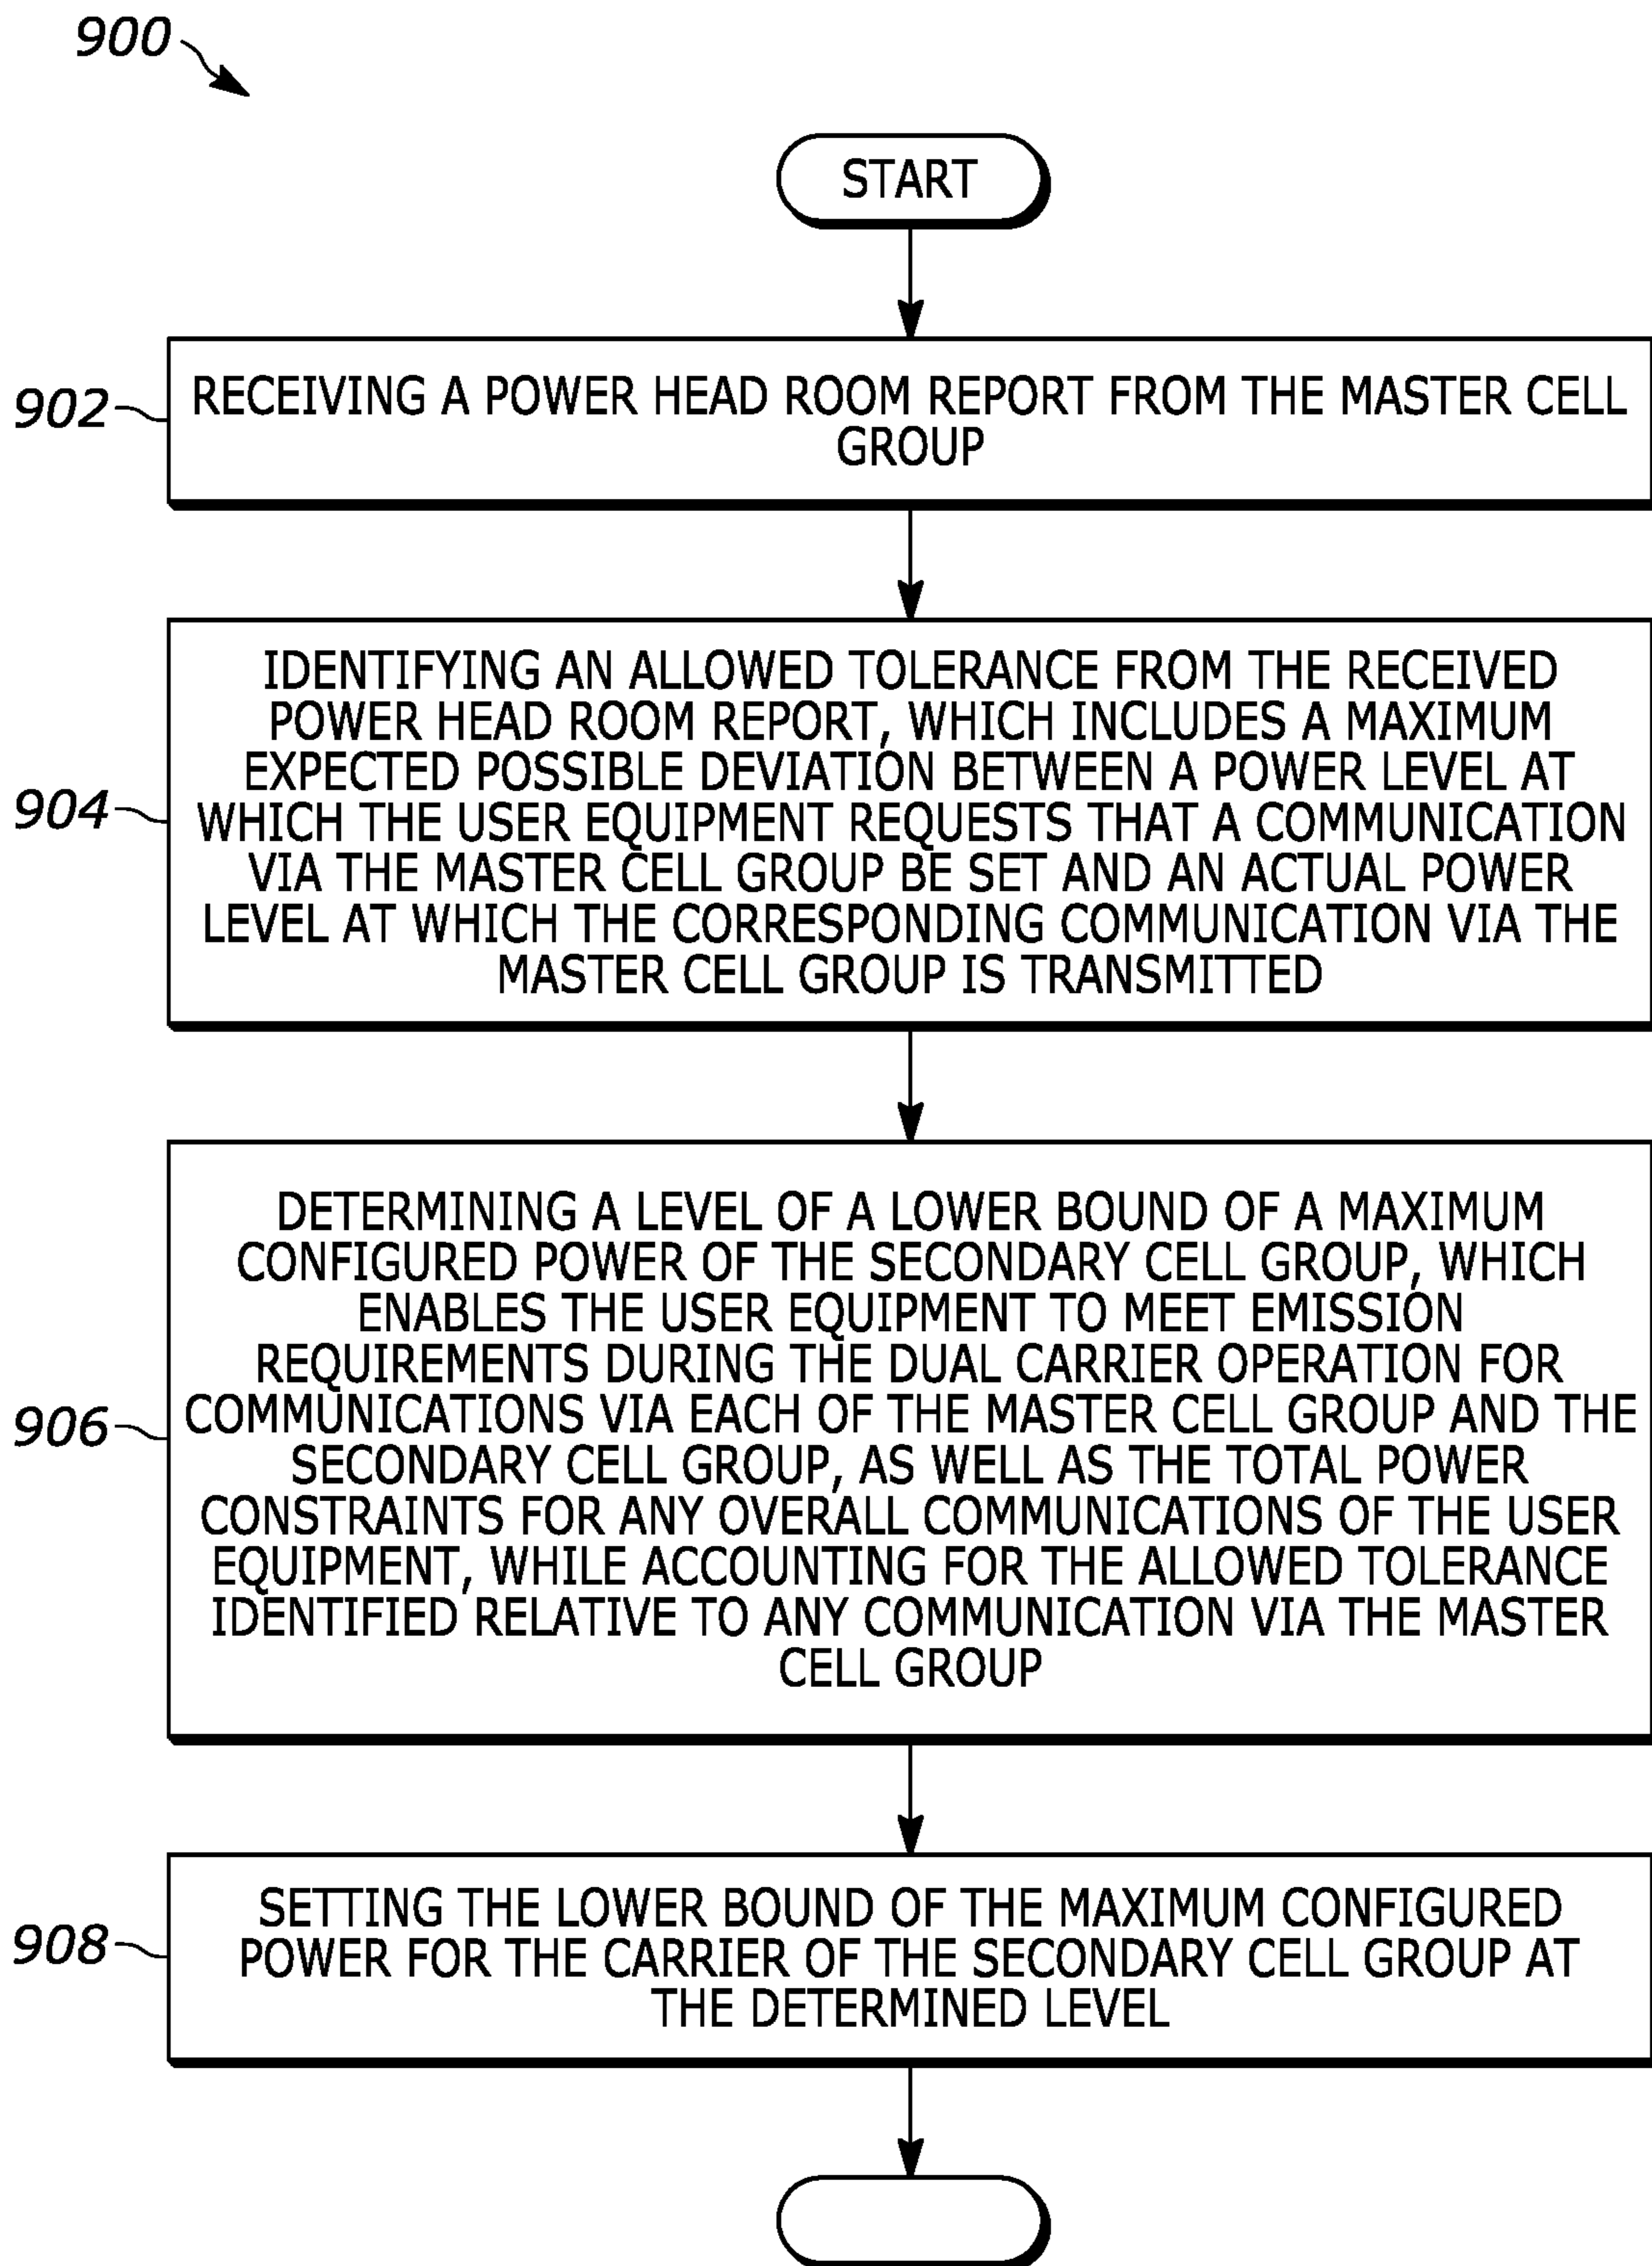 900
START
902
RECEIVING A POWER HEAD ROOM REPORT FROM THE MASTER CELL
GROUP
904
IDENTIFYING AN ALLOWED TOLERANCE FROM THE RECEIVED
POWER HEAD ROOM REPORT, WHICH INCLUDES A MAXIMUM
EXPECTED POSSIBLE DEVIATION BETWEEN A POWER LEVEL AT
WHICH THE USER EQUIPMENT REQUESTS THAT A COMMUNICATION
VIA THE MASTER CELL GROUP BE SET AND AN ACTUAL POWER
LEVEL AT WHICH THE CORRESPONDING COMMUNICATION VIA THE
MASTER CELL GROUP IS TRANSMITTED
906
DETERMINING A LEVEL OF A LOWER BOUND OF A MAXIMUM
CONFIGURED POWER OF THE SECONDARY CELL GROUP, WHICH
ENABLES THE USER EQUIPMENT TO MEET EMISSION
REQUIREMENTS DURING THE DUAL CARRIER OPERATION FOR
COMMUNICATIONS VIA EACH OF THE MASTER CELL GROUP AND THE
SECONDARY CELL GROUP, AS WELL AS THE TOTAL POWER
CONSTRAINTS FOR ANY OVERALL COMMUNICATIONS OF THE USER
EQUIPMENT, WHILE ACCOUNTING FOR THE ALLOWED TOLERANCE
IDENTIFIED RELATIVE TO ANY COMMUNICATION VIA THE MASTER
CELL GROUP
908
SETTING THE LOWER BOUND OF THE MAXIMUM CONFIGURED
POWER FOR THE CARRIER OF THE SECONDARY CELL GROUP AT
THE DETERMINED LEVEL